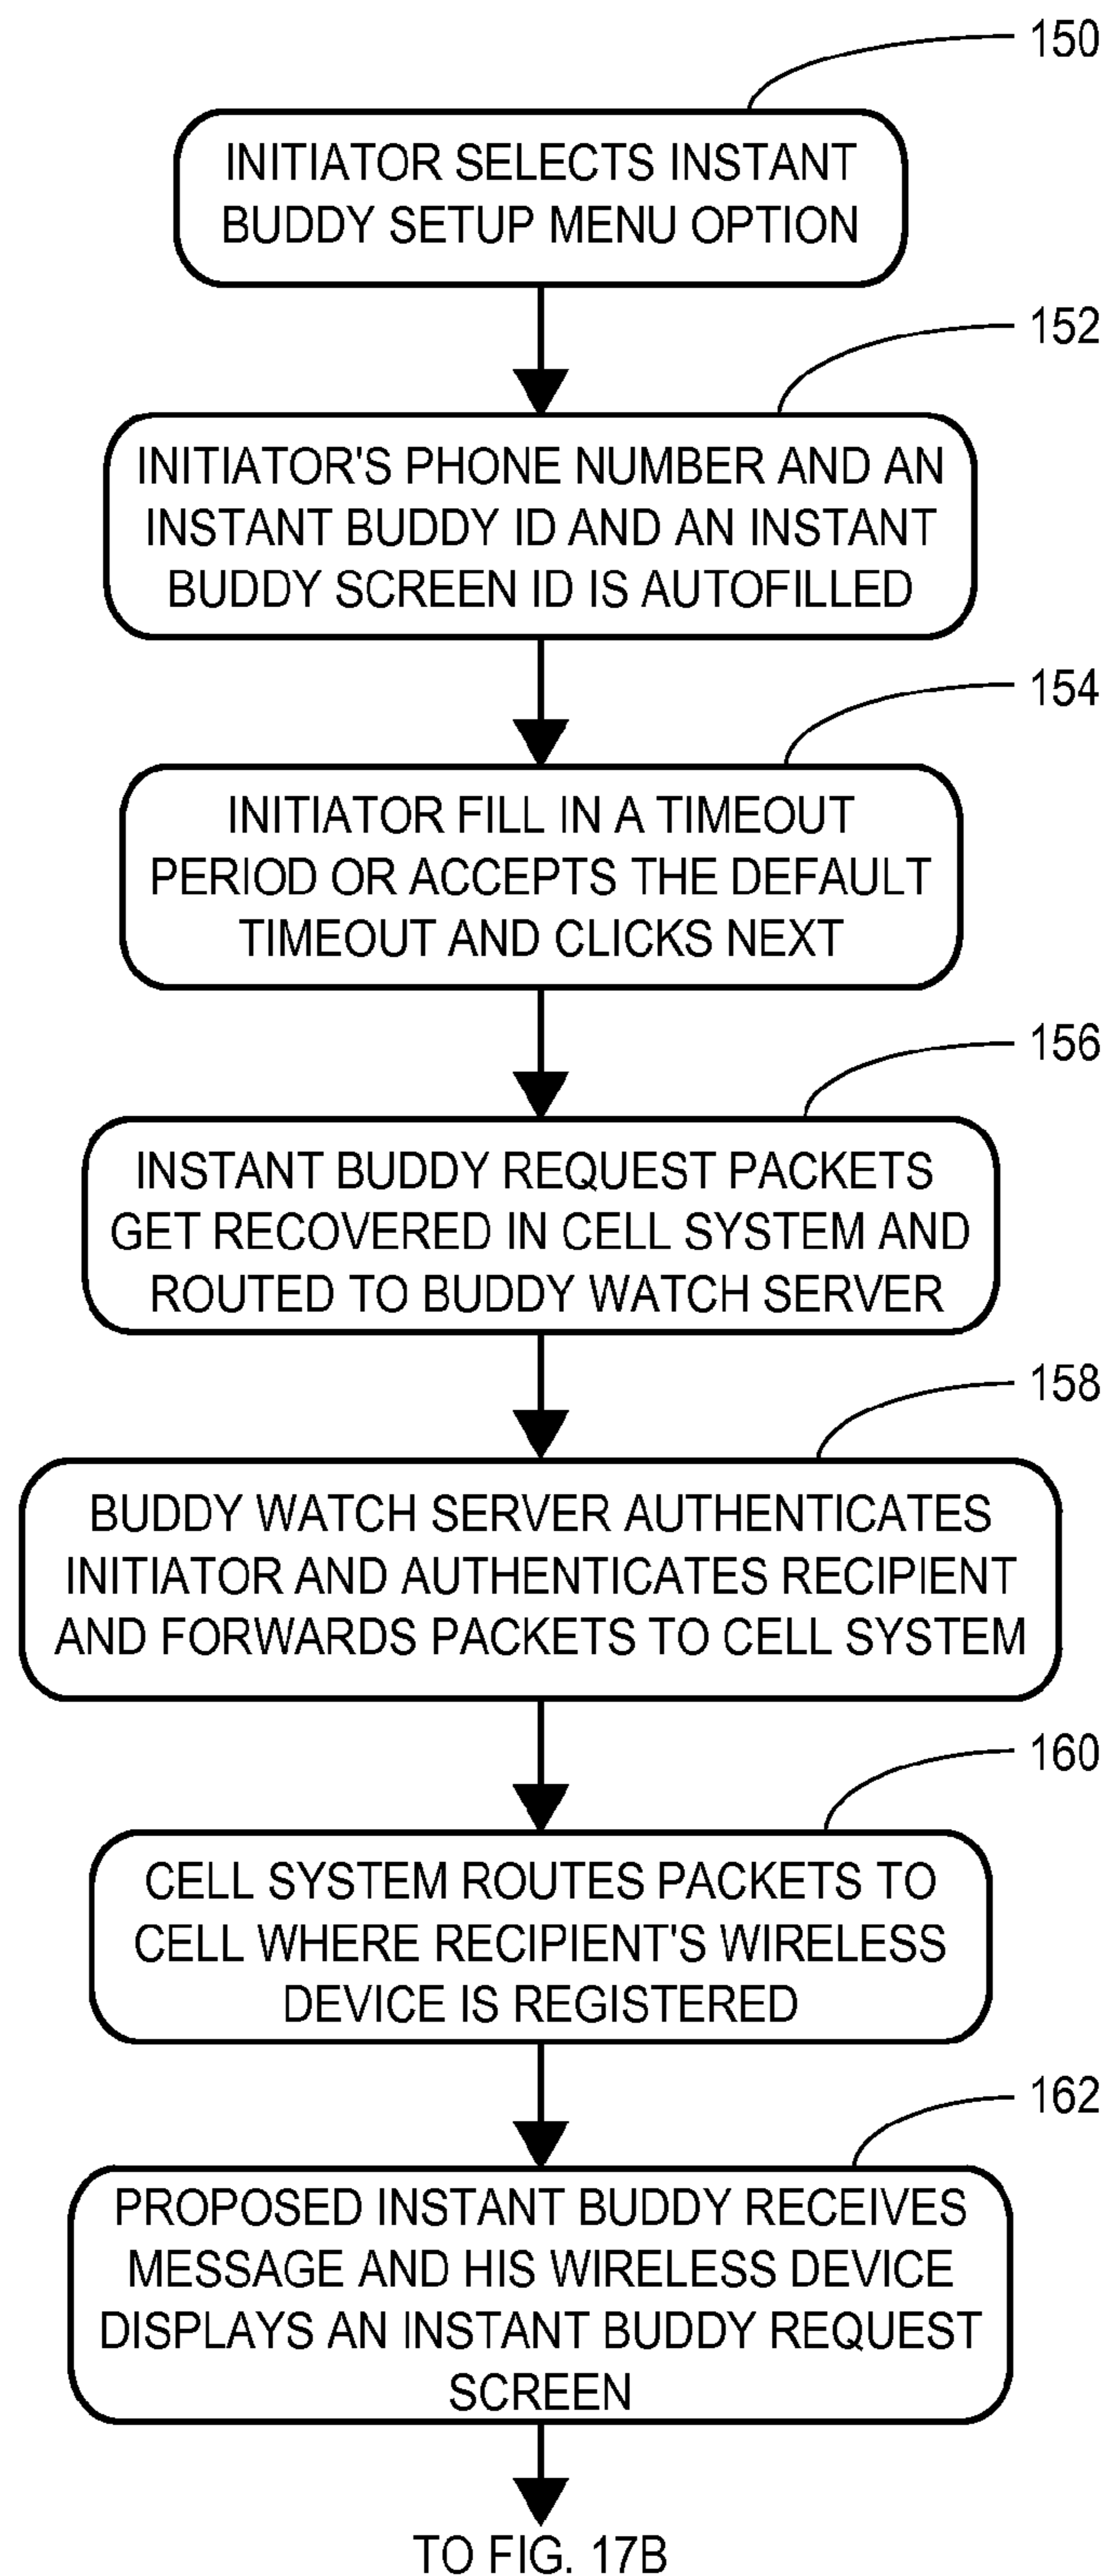 150
INITIATOR SELECTS INSTANT
BUDDY SETUP MENU OPTION
152
INITIATOR'S PHONE NUMBER AND AN
INSTANT BUDDY ID AND AN INSTANT
BUDDY SCREEN ID IS AUTOFILLED
154
INITIATOR FILL IN A TIMEOUT
PERIOD OR ACCEPTS THE DEFAULT
TIMEOUT AND CLICKS NEXT
156
INSTANT BUDDY REQUEST PACKETS
GET RECOVERED IN CELL SYSTEM AND
ROUTED TO BUDDY WATCH SERVER
158
BUDDY WATCH SERVER AUTHENTICATES
INITIATOR AND AUTHENTICATES RECIPIENT
AND FORWARDS PACKETS TO CELL SYSTEM
160
CELL SYSTEM ROUTES PACKETS TO
CELL WHERE RECIPIENT'S WIRELESS
DEVICE IS REGISTERED
162
PROPOSED INSTANT BUDDY RECEIVES
MESSAGE AND HIS WIRELESS DEVICE
DISPLAYS AN INSTANT BUDDY REQUEST
SCREEN
TO FIG. 17B